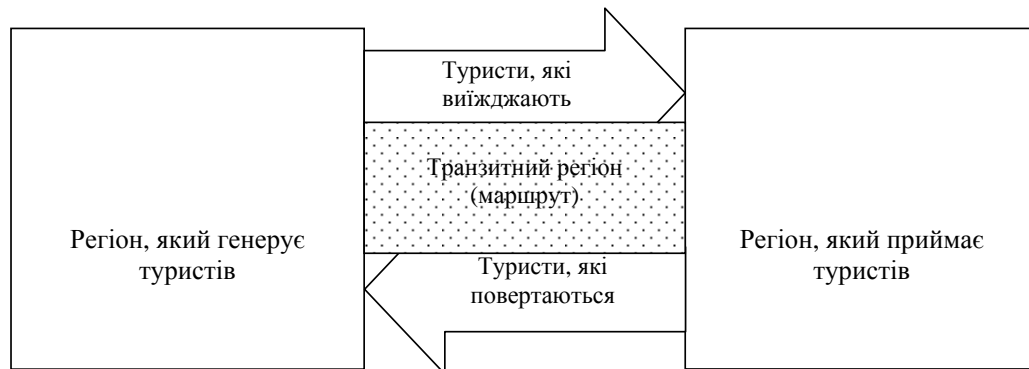 Туристи, які
виїжджають
Транзитний регіон
(маршрут)
Регіон, який генерує
туристів
Регіон, який приймає
туристів
Туристи, які
повертаються